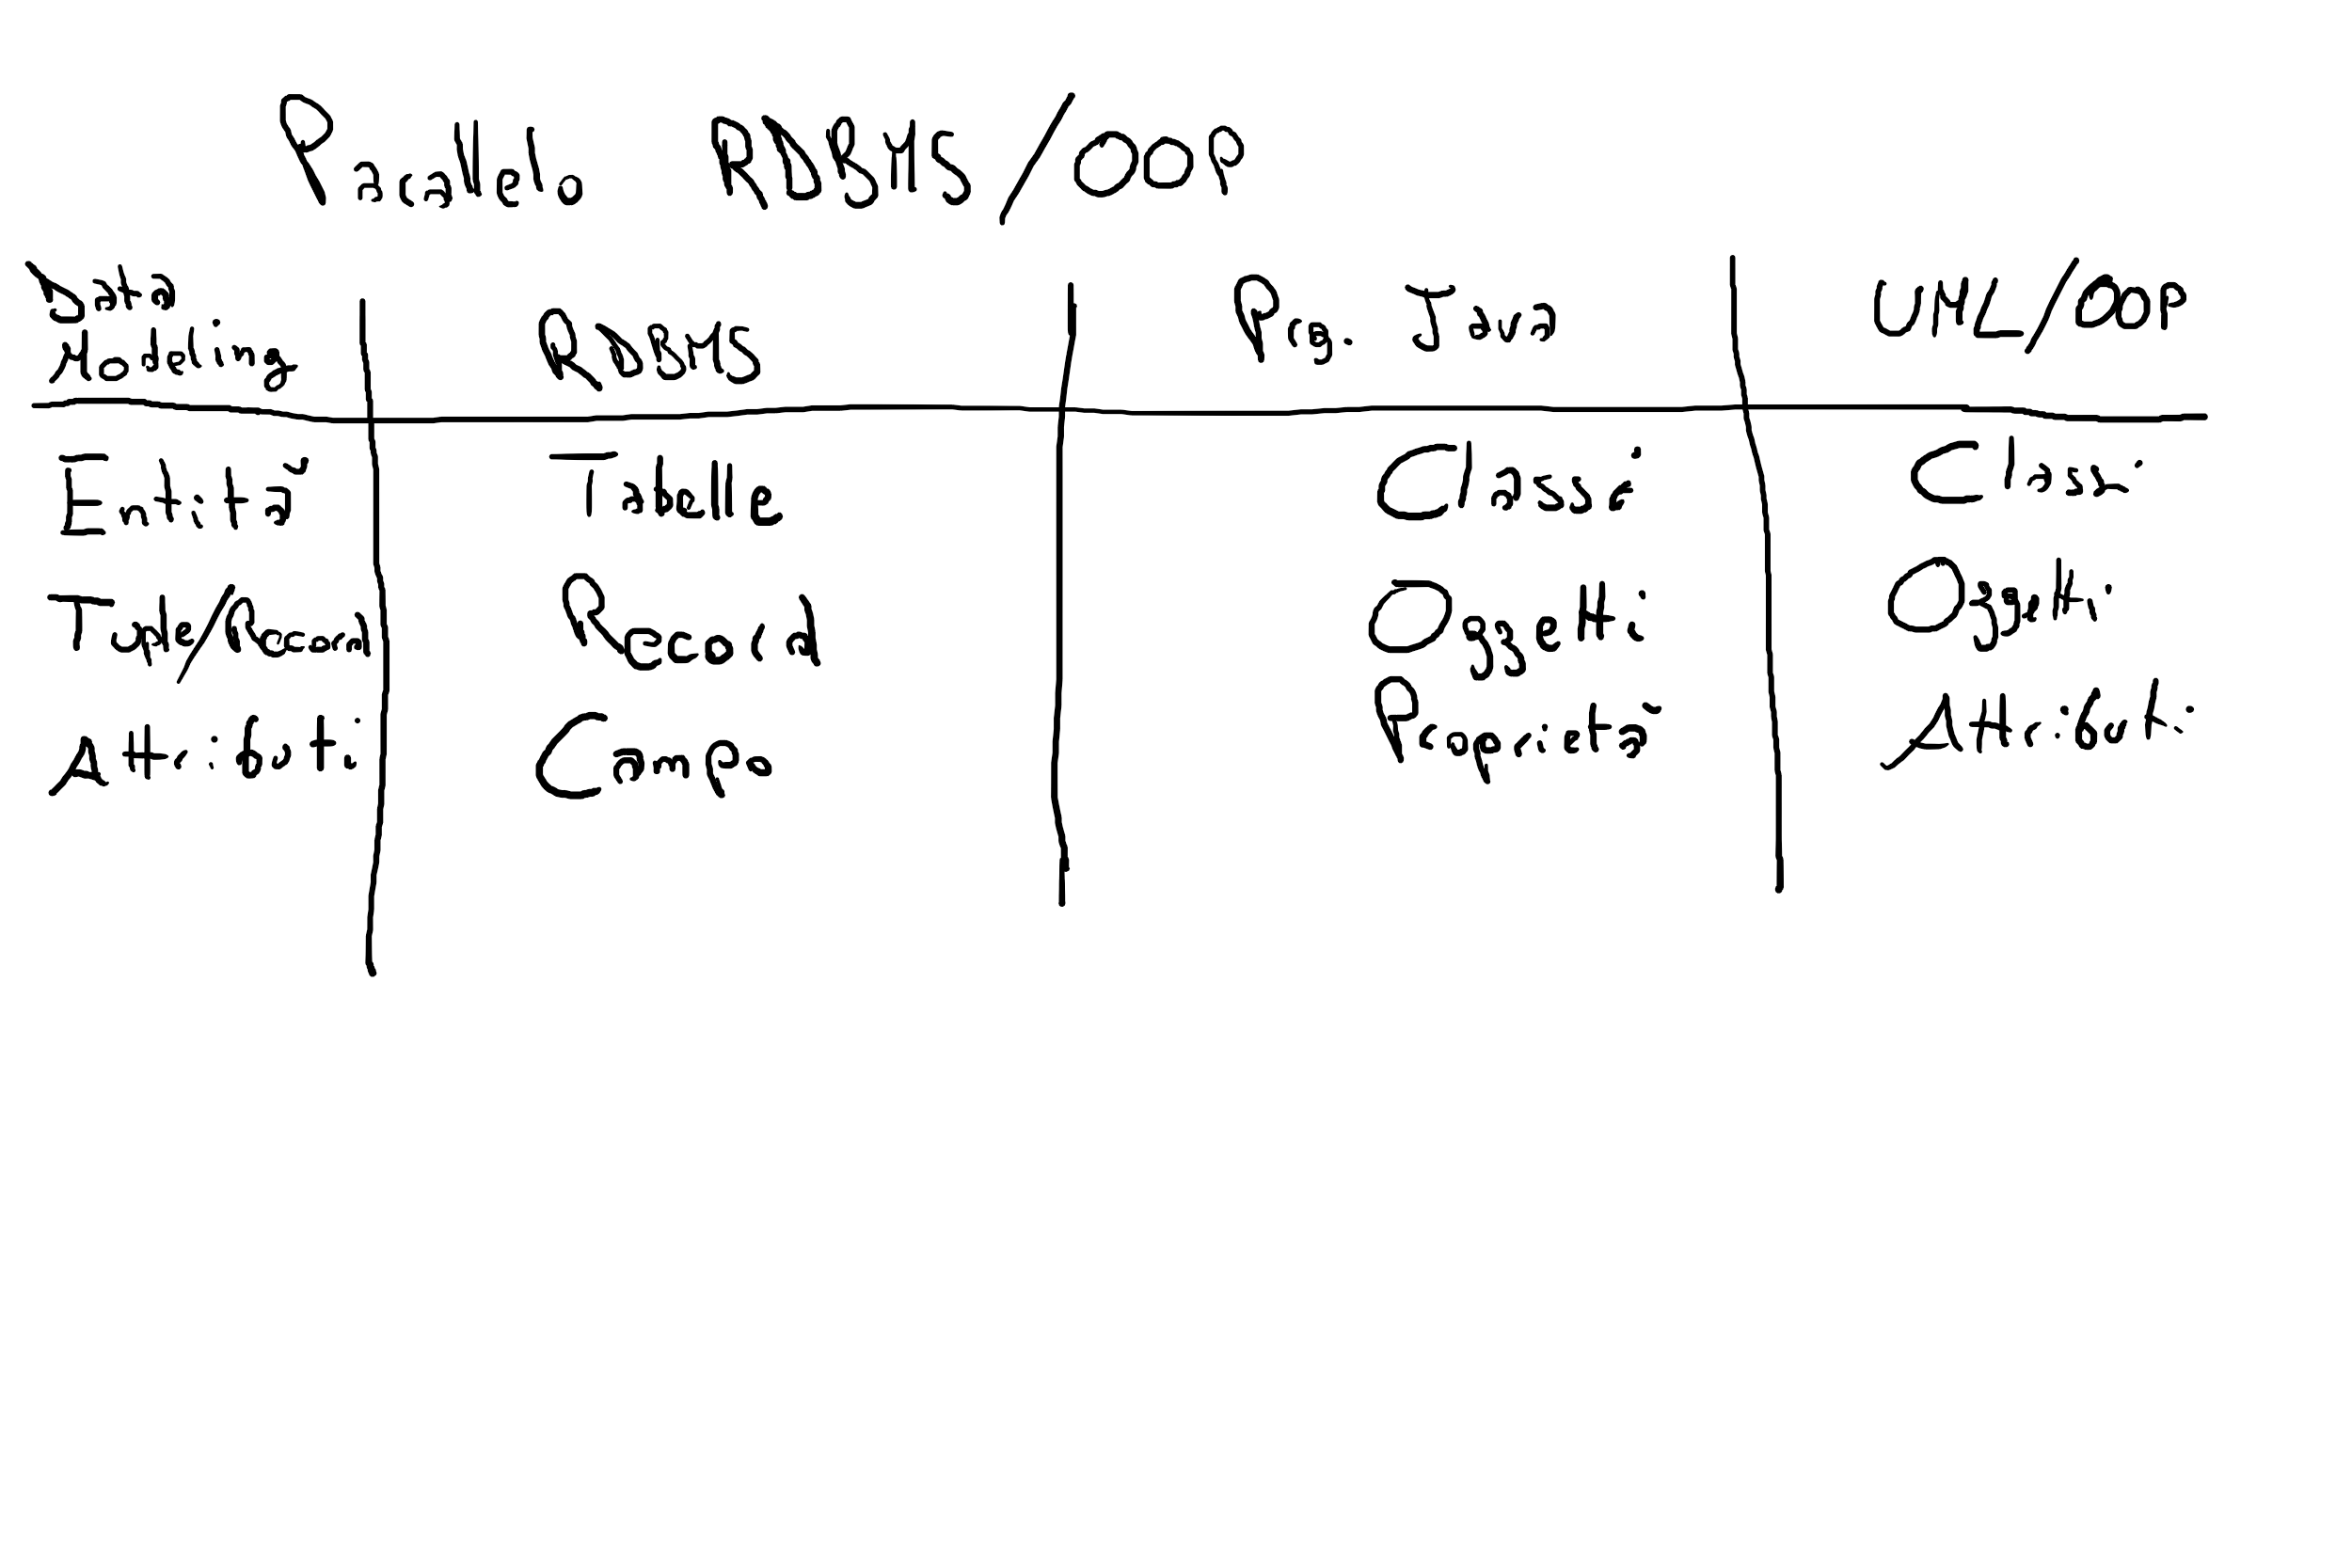 Parallelo RDBMS/OOP
Data Modeling RDBMS Prg. Java UML/OOP
Entità Tabelle Classi Classi
Tuple/Record Record Oggetti Oggetti
Attributi Campo Proprietà Attributi